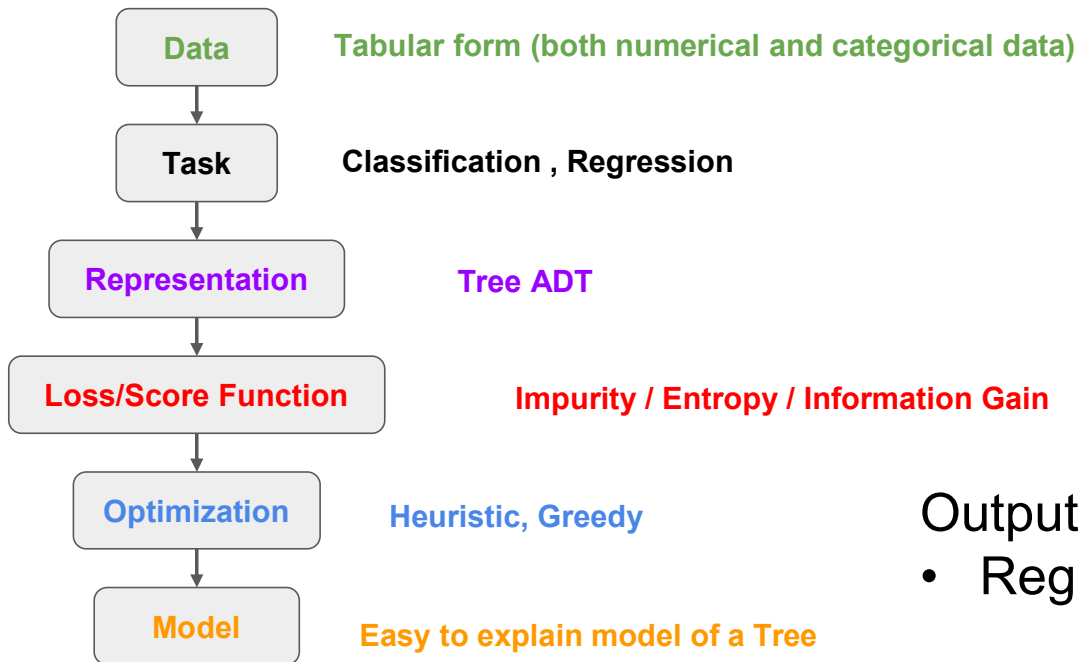 Data
Tabular form (both numerical and categorical data)
Task
Classification , Regression
Representation
Tree ADT
Loss/Score Function
Impurity / Entropy / Information Gain
Optimization
Heuristic, Greedy
Output
• Reg
Model
Easy to explain model of a Tree